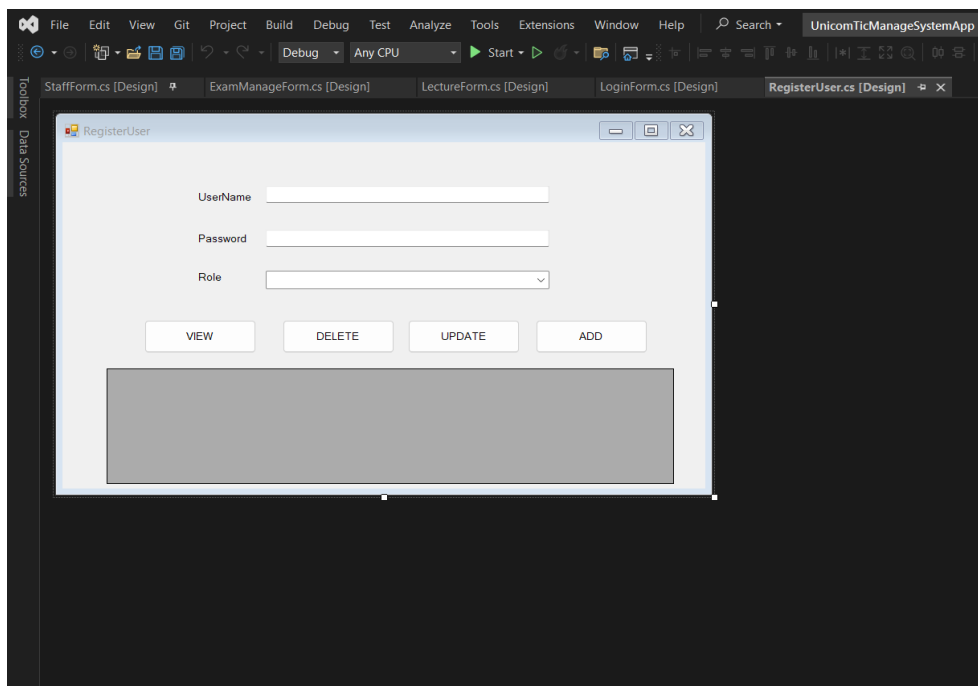 File Edit View Git Project Build Debug Test Analyze Tools Extensions Window Help Search UnicomTicManageSystemApp
Debug Any CPU Start
StaffForm.cs [Design] ExamManageForm.cs [Design] LectureForm.cs [Design] LoginForm.cs [Design] RegisterUser.cs [Design]
Toolbox
Data Sources
RegisterUser
UserName
Password
Role
VIEW DELETE UPDATE ADD